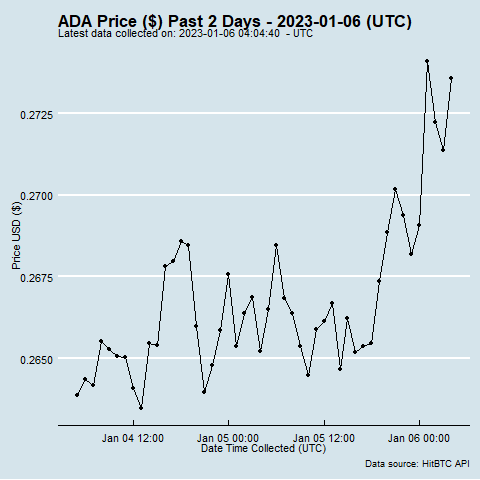 ADA Price ($) Past 2 Days - 2023-01-06 (UTC)
Latest data collected on: 2023-01-06 04:04:40  - UTC
Price USD ($)
0.2725
0.2700
0.2675
0.2650
Jan 04 12:00
Jan 05 00:00
Jan 05 12:00
Jan 06 00:00
Date Time Collected (UTC)
Data source: HitBTC API